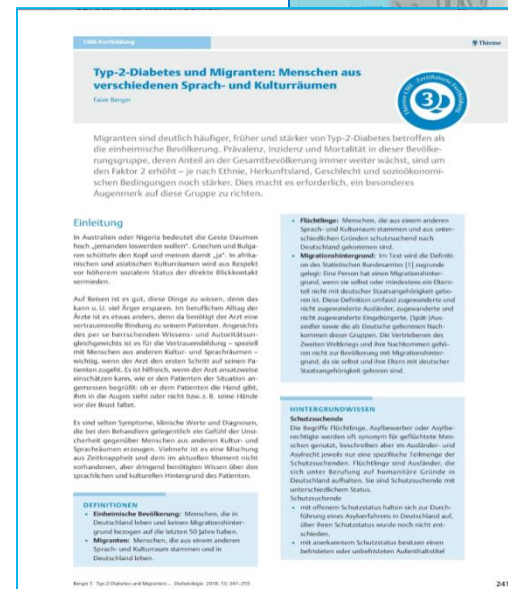 CME-Fortbildung
Thieme
Typ-2-Diabetes und Migranten: Menschen aus
verschiedenen Sprach- und Kulturräumen
Faize Berger
3
Migranten sind deutlich häufiger, früher und stärker von Typ-2-Diabetes betroffen als
die einheimische Bevölkerung. Prävalenz, Inzidenz und Mortalität in dieser Bevölke-
rungsgruppe, deren Anteil an der Gesamtbevölkerung immer weiter wächst, sind um
den Faktor 2 erhöht – je nach Ethnie, Herkunftsland, Geschlecht und sozioökonomi-
schen Bedingungen noch stärker. Dies macht es erforderlich, ein besonderes
Augenmerk auf diese Gruppe zu richten.
Einleitung
In Australien oder Nigeria bedeutet die Geste Daumen
hoch „jemanden loswerden wollen“. Griechen und Bulga-
ren schütteln den Kopf und meinen damit „ja“. In afrika-
nischen und asiatischen Kulturräumen wird aus Respekt
vor höherem sozialem Status der direkte Blickkontakt
vermieden.
Auf Reisen ist es gut, diese Dinge zu wissen, denn das
kann u. U. viel Ärger ersparen. Im beruflichen Alltag der
Ärzte ist es etwas anders, denn da benötigt der Arzt eine
vertrauensvolle Bindung zu seinem Patienten. Angesichts
des per se herrschenden Wissens- und Autoritätsun-
gleichgewichts ist es für die Vertrauensbildung – speziell
mit Menschen aus anderen Kultur- und Sprachräumen –
wichtig, wenn der Arzt den ersten Schritt auf seinen Pa-
tienten zugeht. Es ist hilfreich, wenn der Arzt ansatzweise
einschätzen kann, wie er den Patienten der Situation an-
gemessen begrüßt: ob er dem Patienten die Hand gibt,
ihm in die Augen sieht oder nicht bzw. z. B. seine Hände
vor der Brust faltet.
Es sind selten Symptome, klinische Werte und Diagnosen,
die bei den Behandlern gelegentlich ein Gefühl der Unsi-
cherheit gegenüber Menschen aus anderen Kultur- und
Sprachräumen erzeugen. Vielmehr ist es eine Mischung
aus Zeitknappheit und dem im aktuellen Moment nicht
vorhandenen, aber dringend benötigten Wissen über den
sprachlichen und kulturellen Hintergrund des Patienten.
DEFINITIONEN
• Einheimische Bevölkerung: Menschen, die in
Deutschland leben und keinen Migrationshinter-
grund bezogen auf die letzten 50 Jahre haben.
• Migranten: Menschen, die aus einem anderen
Sprach- und Kulturraum stammen und in
Deutschland leben.
• Flüchtlinge: Menschen, die aus einem anderen
Sprach- und Kulturraum stammen und aus unter-
schiedlichen Gründen schutzsuchend nach
Deutschland gekommen sind.
• Migrationshintergrund: Im Text wird die Definiti-
on des Statistischen Bundesamtes [1] zugrunde
gelegt: Eine Person hat einen Migrationshinter-
grund, wenn sie selbst oder mindestens ein Eltern-
teil nicht mit deutscher Staatsangehörigkeit gebo-
ren ist. Diese Definition umfasst zugewanderte und
nicht zugewanderte Ausländer, zugewanderte und
nicht zugewanderte Eingebürgerte, (Spät-)Aus-
siedler sowie die als Deutsche geborenen Nach-
kommen dieser Gruppen. Die Vertriebenen des
Zweiten Weltkriegs und ihre Nachkommen gehö-
ren nicht zur Bevölkerung mit Migrationshinter-
grund, da sie selbst und ihre Eltern mit deutscher
Staatsangehörigkeit geboren sind.
HINTERGRUNDWISSEN
Schutzsuchende
Die Begriffe Flüchtlinge, Asylbewerber oder Asylbe-
rechtigte werden oft synonym für geflüchtete Men-
schen genutzt, beschreiben aber im Ausländer- und
Asylrecht jeweils nur eine spezifische Teilmenge der
Schutzsuchenden. Flüchtlinge sind Ausländer, die
sich unter Berufung auf humanitäre Gründe in
Deutschland aufhalten. Sie sind Schutzsuchende mit
unterschiedlichem Status.
Schutzsuchende
• mit offenem Schutzstatus halten sich zur Durch-
führung eines Asylverfahrens in Deutschland auf,
über ihren Schutzstatus wurde noch nicht ent-
schieden,
• mit anerkanntem Schutzstatus besitzen einen
befristeten oder unbefristeten Aufenthaltstitel
Berger F. Typ-2-Diabetes und Migranten... Diabetologie 2018; 13: 241–255
241